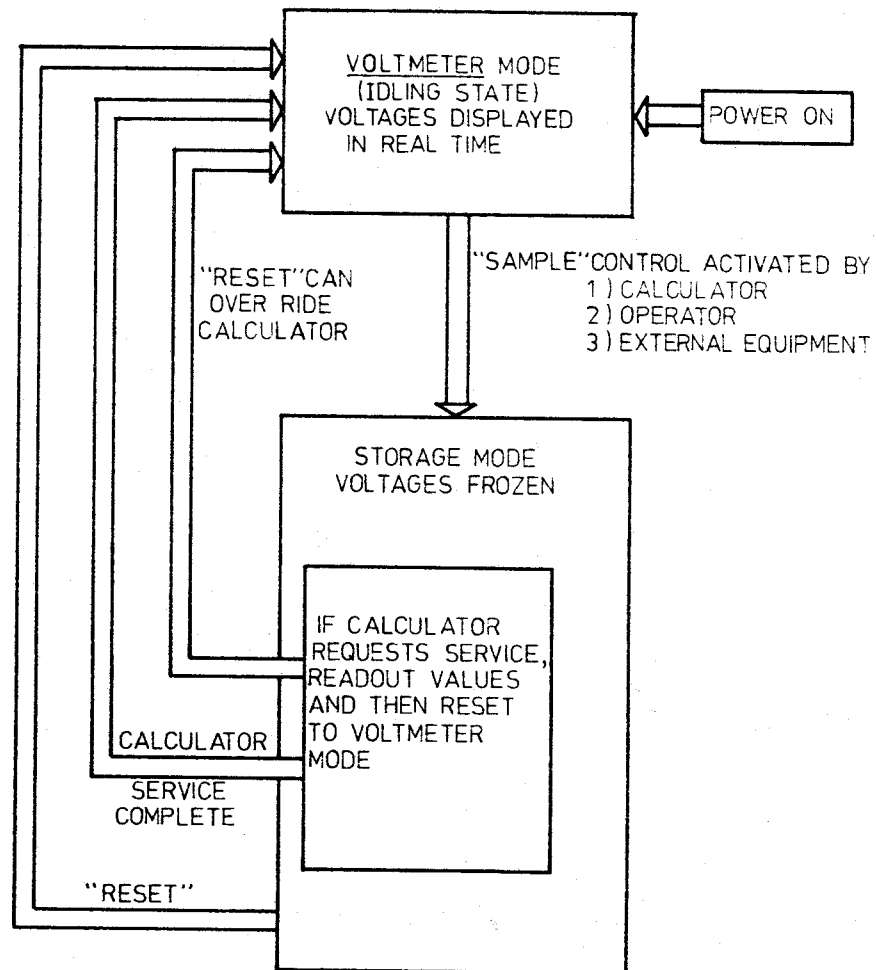 VOLTMETER MODE
(IDLING STATE)
VOLTAGES DISPLAYED
IN REAL TIME
POWER ON
"RESET"CAN
OVER RIDE
CALCULATOR
"SAMPLE"CONTROL ACTIVATED BY
1) CALCULATOR
2) OPERATOR
3) EXTERNAL EQUIPMENT
STORAGE MODE
VOLTAGES FROZEN
IF CALCULATOR
REQUESTS SERVICE,
READOUT VALUES
AND THEN RESET
TO VOLTMETER
MODE
CALCULATOR
SERVICE
COMPLETE
"RESET"